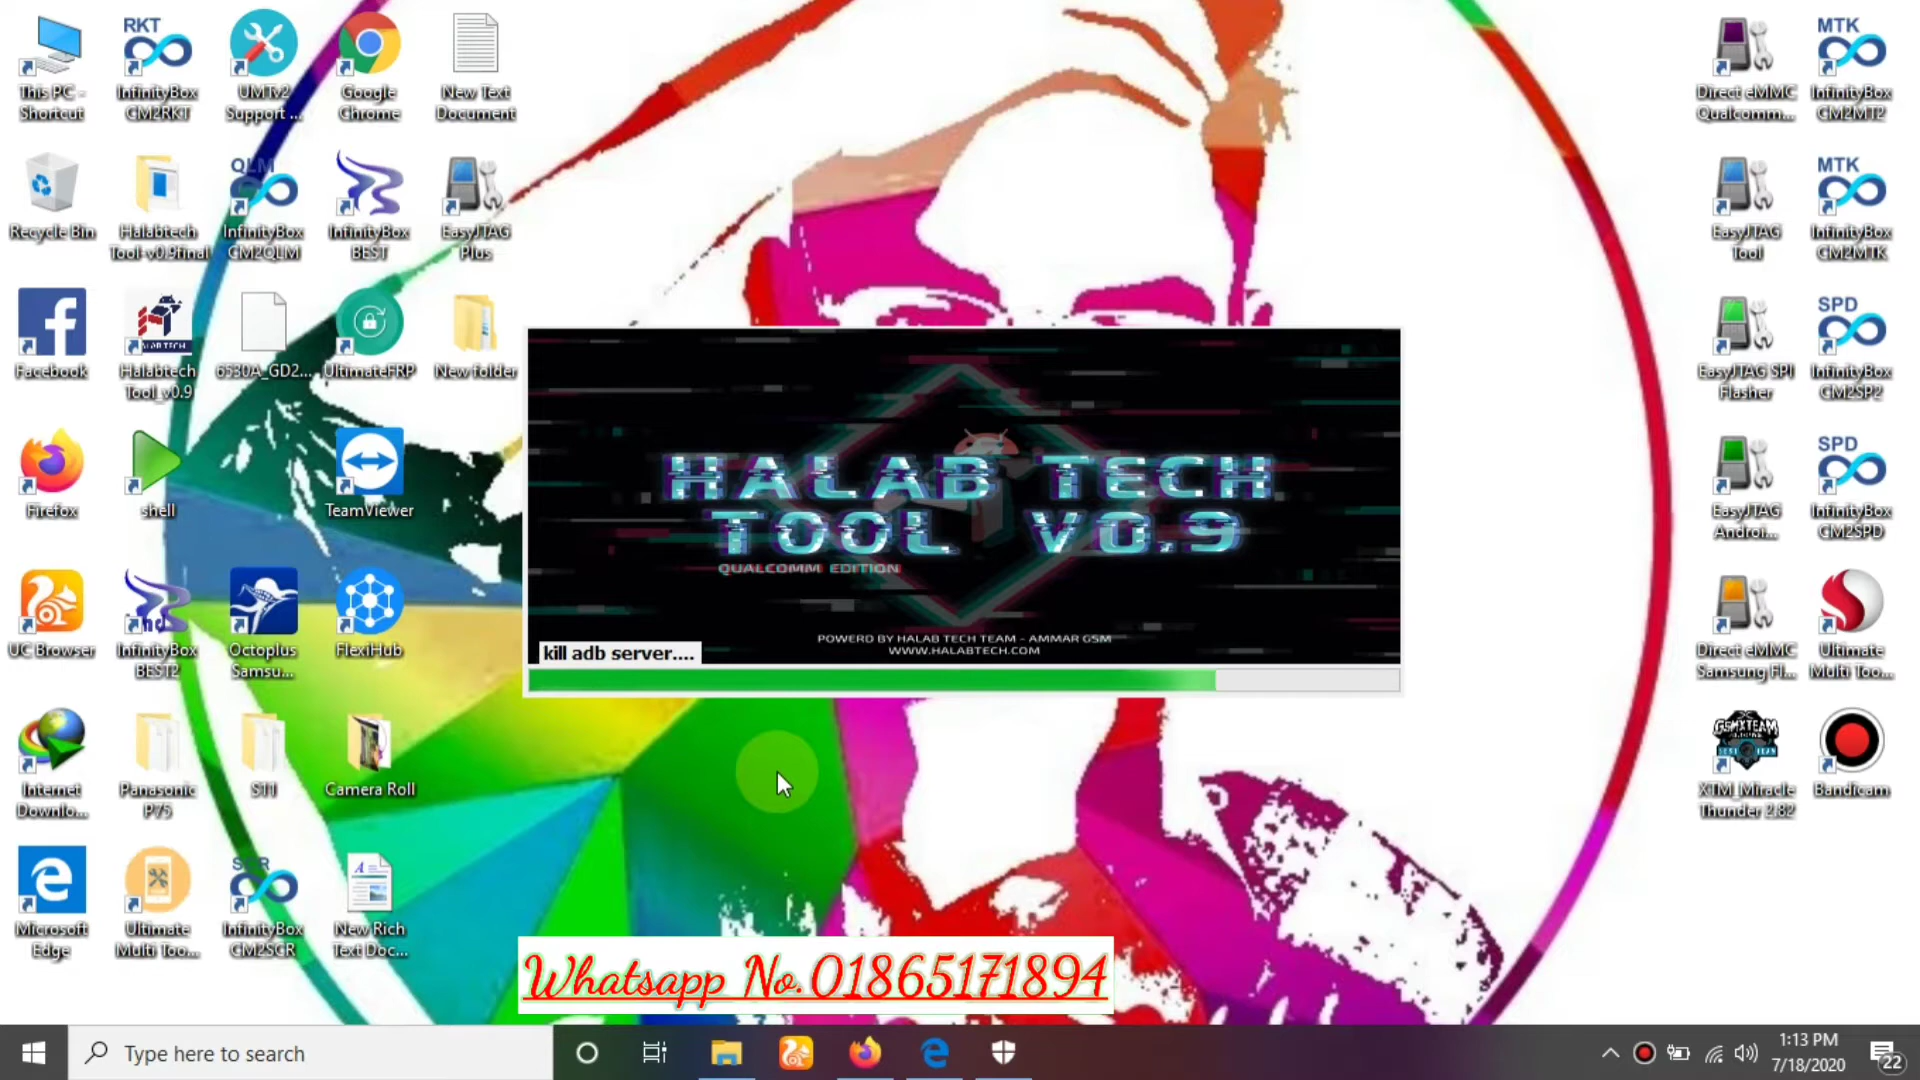 This PC -
Shortcut
RKT
InfinityBox
CM2RKT
UMTv2
Support ...
Google
Chrome
New Text
Document
Recycle Bin
Halabtech
Tool-v0.9final
QLM
InfinityBox
CM2QLM
InfinityBox
BEST
EasyJTAG
Plus
Facebook
HALABTECH
Halabtech
Tool_v0.9
6530A_GD2...
UltimateFRP
New folder
Firefox
shell
TeamViewer
UC Browser
InfinityBox
BEST2
Octoplus
Samsu...
FlexiHub
Internet
Downlo...
Panasonic
P75
S11
Camera Roll
Microsoft
Edge
Ultimate
Multi Too...
InfinityBox
CM2SCR
New Rich
Text Doc...
HALAB TECH
TOOL V0.9
QUALCOMM EDITION
POWERD BY HALAB TECH TEAM - AMMAR GSM
WWW.HALABTECH.COM
kill adb server....
Direct eMMC
Qualcomm...
MTK
InfinityBox
CM2MT2
EasyJTAG
Tool
MTK
InfinityBox
CM2MTK
EasyJTAG SPI
Flasher
SPD
InfinityBox
CM2SP2
EasyJTAG
Androi...
SPD
InfinityBox
CM2SPD
Direct eMMC
Samsung Fl...
Ultimate
Multi Too...
GSMXTEAM
XTM_Miracle
Thunder 2.82
Bandicam
Whatsapp No.01865171894
Type here to search
1:13 PM
7/18/2020
22